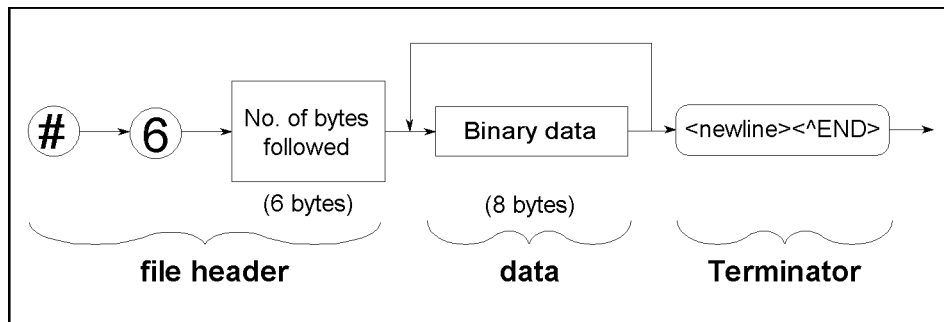 #
6
No. of bytes
followed
Binary data
<newline><^END>
(6 bytes)
(8 bytes)
file header
data
Terminator